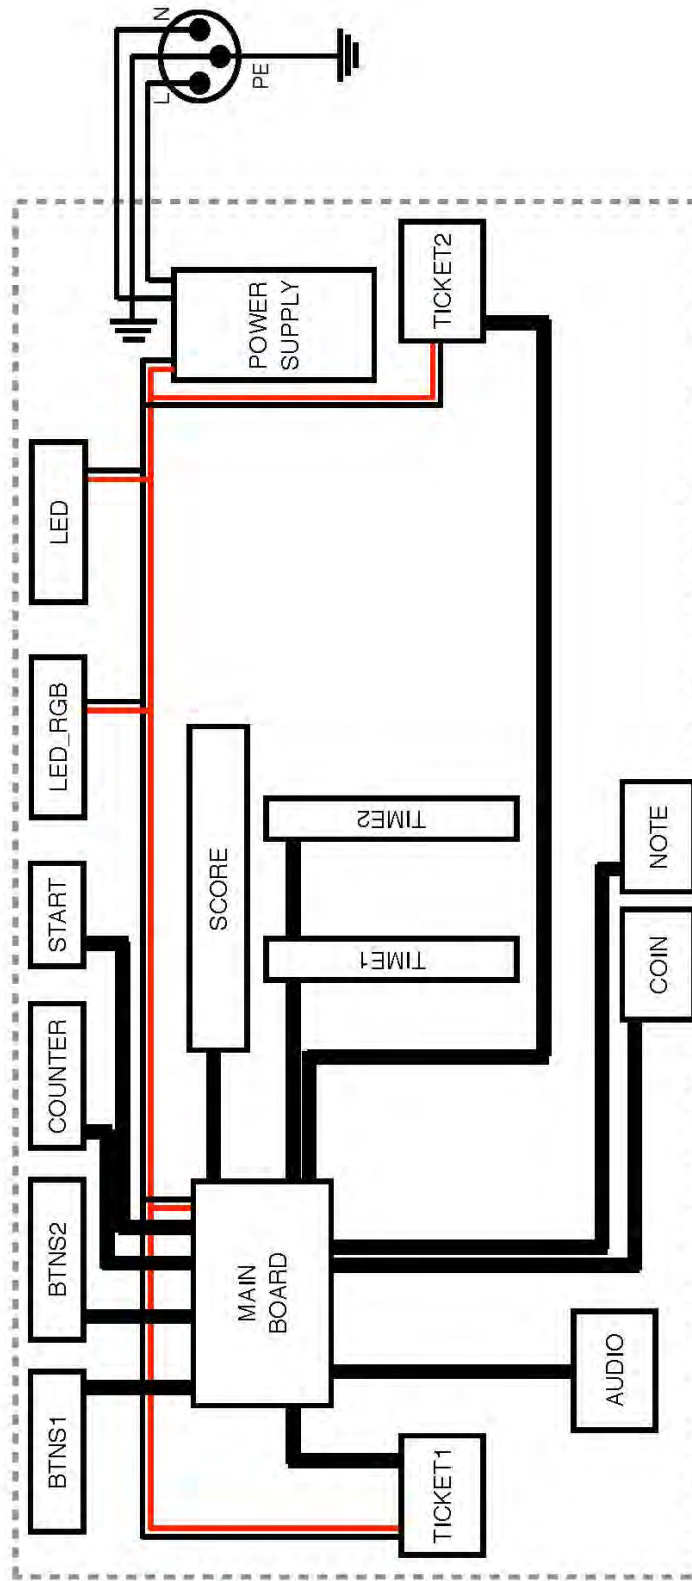 BTNS1
BTNS2
COUNTER
START
LED_RGB
LED
N
L
PE
MAIN
BOARD
SCORE
TIME1
TIME2
POWER
SUPPLY
TICKET1
TICKET2
AUDIO
COIN
NOTE